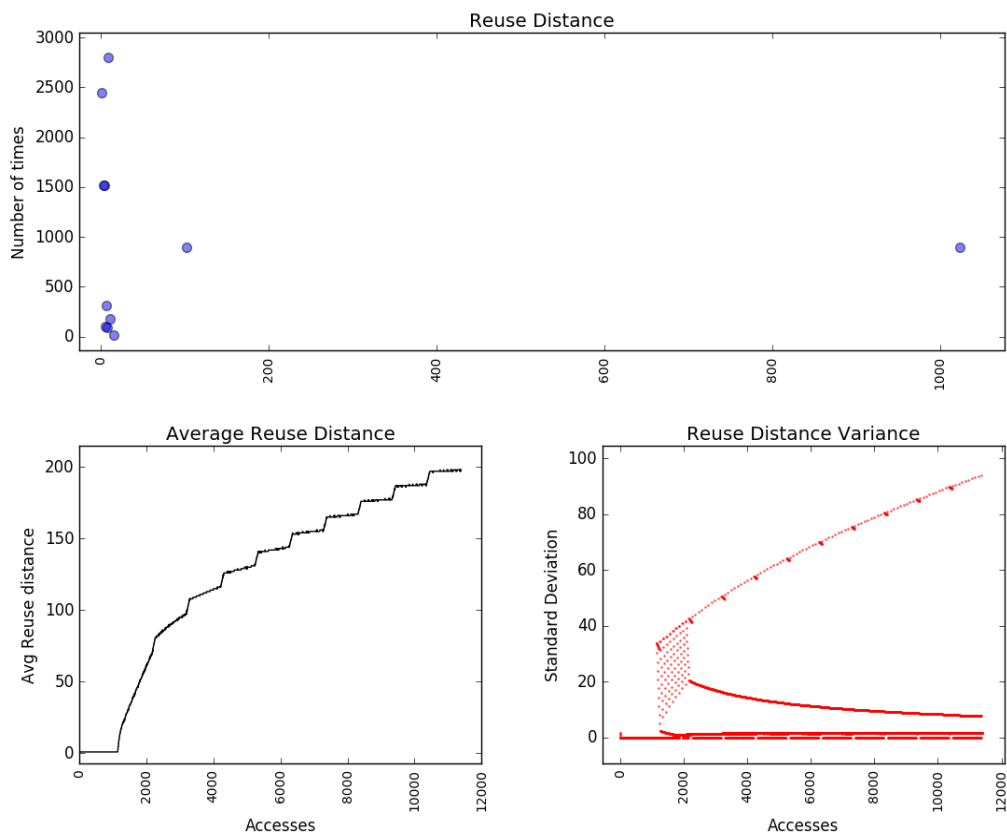 Reuse Distance
Number of times
3000
2500
2000
1500
1000
500
0
0 200 400 600 800 1000
Average Reuse Distance
Avg Reuse distance
200
150
100
50
0
0 2000 4000 6000 8000 10000 12000
Accesses
Reuse Distance Variance
Standard Deviation
100
80
60
40
20
0
0 2000 4000 6000 8000 10000 12000
Accesses